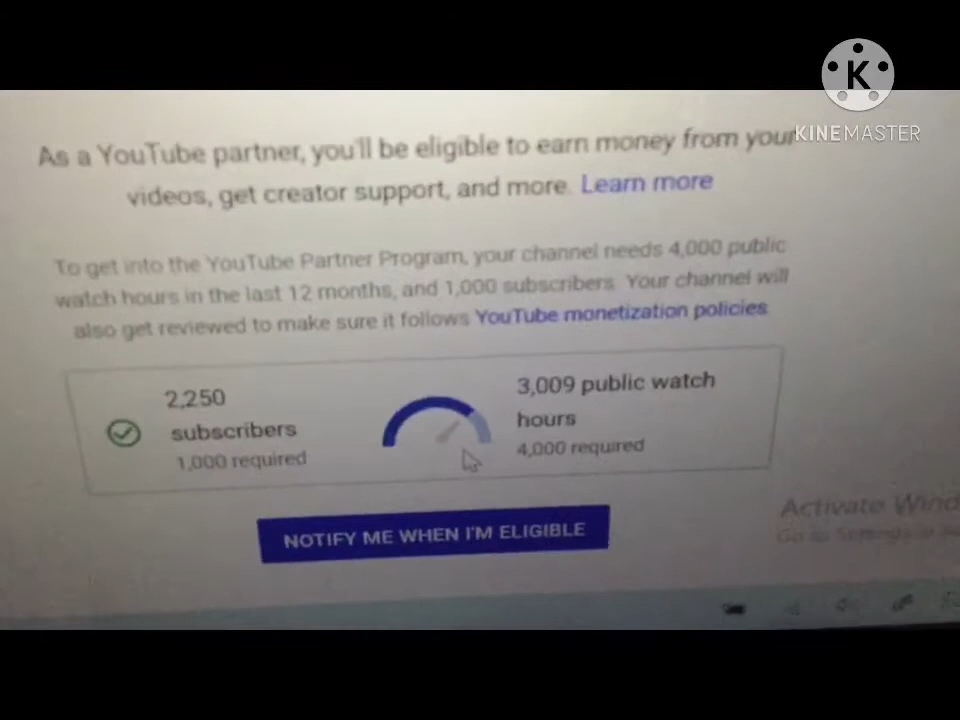 K
KINEMASTER
As a YouTube partner, you'll be eligible to earn money from your
videos, get creator support, and more. Learn more
To get into the YouTube Partner Program, your channel needs 4,000 public
watch hours in the last 12 months, and 1,000 subscribers. Your channel will
also get reviewed to make sure it follows YouTube monetization policies
2,250
subscribers
1,000 required
3,009 public watch
hours
4,000 required
NOTIFY ME WHEN I'M ELIGIBLE
Activate Wind
Go to Settings